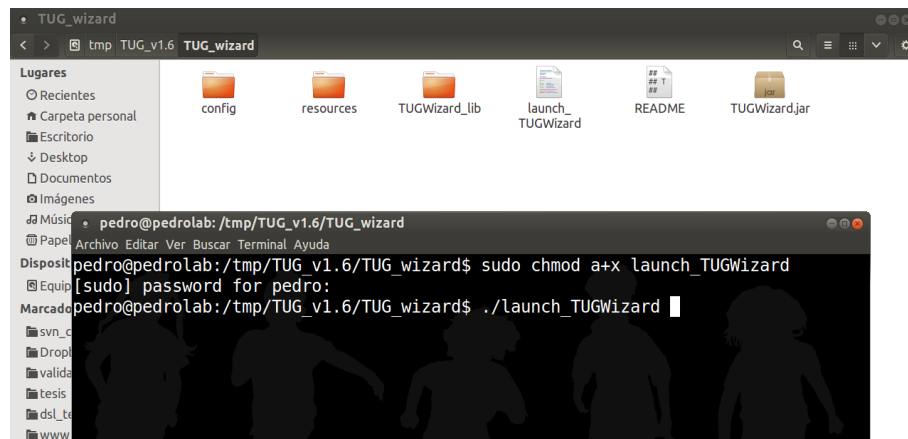 TUG_wizard
tmp TUG_v1.6 TUG_wizard
Lugares
Recientes
Carpeta personal
Escritorio
Desktop
Documentos
Imágenes
Músic
Papel
Disposit
Equip
Marcado
svn_c
Dropb
valida
tesis
dsl_te
www.
config
resources
TUGWizard_lib
launch_
TUGWizard
##
## T
##
README
jar
TUGWizard.jar
pedro@pedrolab: /tmp/TUG_v1.6/TUG_wizard
Archivo Editar Ver Buscar Terminal Ayuda
pedro@pedrolab:/tmp/TUG_v1.6/TUG_wizard$ sudo chmod a+x launch_TUGWizard
[sudo] password for pedro:
pedro@pedrolab:/tmp/TUG_v1.6/TUG_wizard$ ./launch_TUGWizard